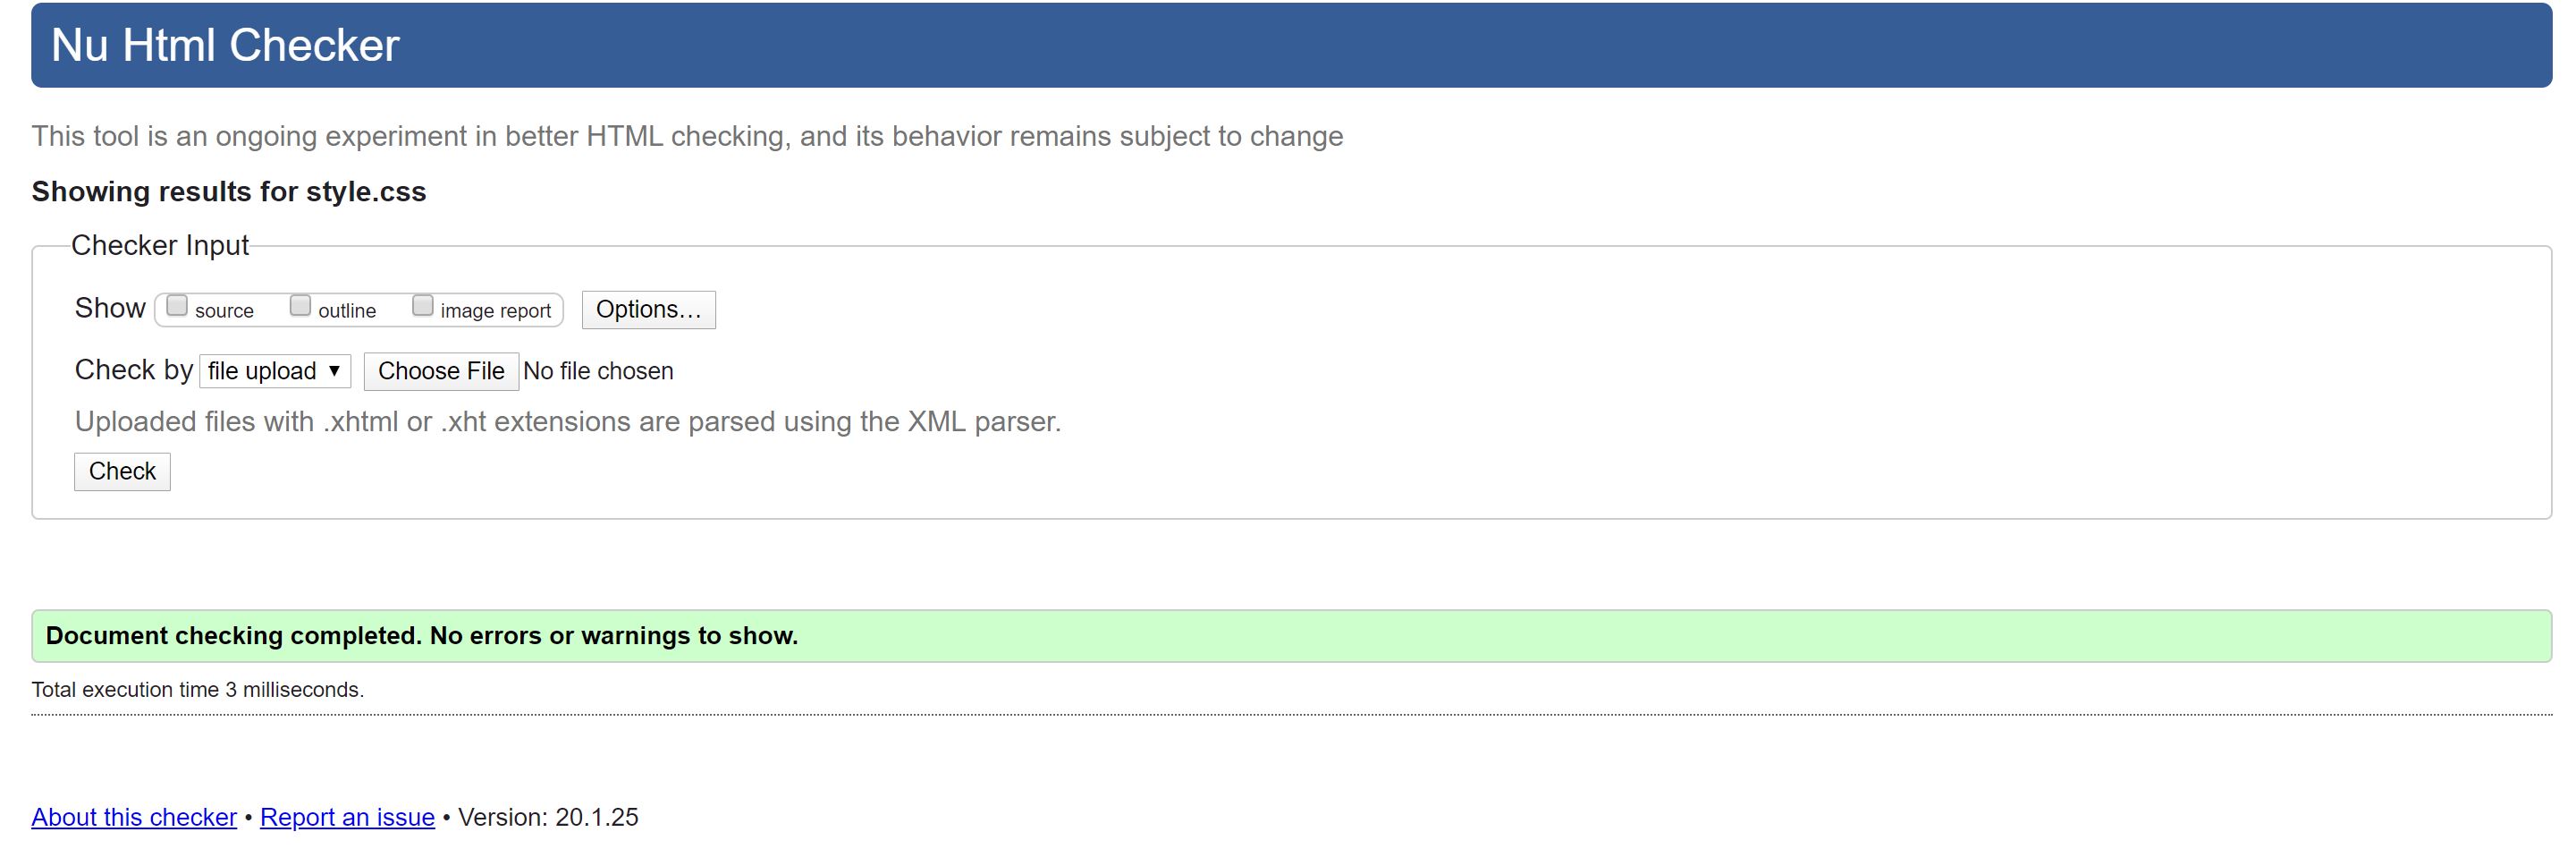 Nu Html Checker
This tool is an ongoing experiment in better HTML checking, and its behavior remains subject to change
Showing results for style.css
Checker Input
Show source outline image report Options...
Check by file upload ▼ Choose File No file chosen
Uploaded files with .xhtml or .xht extensions are parsed using the XML parser.
Check
Document checking completed. No errors or warnings to show.
Total execution time 3 milliseconds.
About this checker • Report an issue • Version: 20.1.25